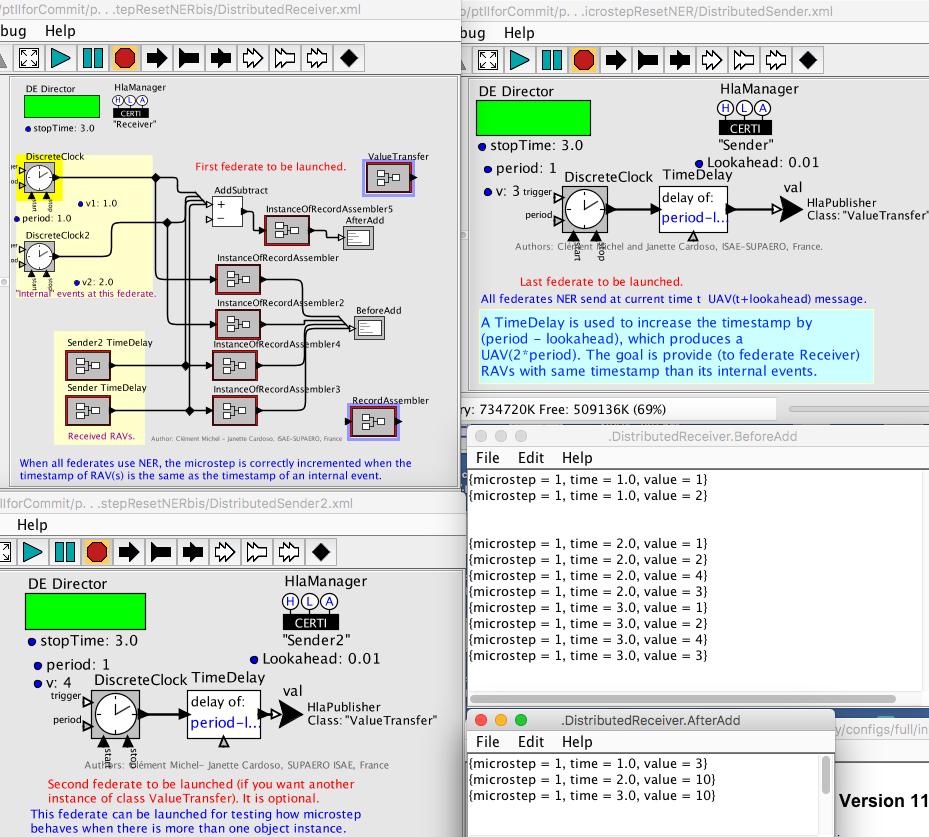 /ptIIforCommit/p. . .tepResetNERbis/DistributedReceiver.xml
bug Help
DE Director
HlaManager
H L A
CERTI
"Receiver"
stopTime: 3.0
DiscreteClock
First federate to be launched.
ValueTransfer
start
stop
v1: 1.0
AddSubtract
+
−
InstanceOfRecordAssembler5
AfterAdd
period: 1.0
DiscreteClock2
InstanceOfRecordAssembler
start
stop
v2: 2.0
"Internal" events at this federate.
InstanceOfRecordAssembler2
BeforeAdd
Sender2 TimeDelay
InstanceOfRecordAssembler4
Sender TimeDelay
InstanceOfRecordAssembler3
RecordAssembler
Received RAVs.
Author: Clément Michel - Janette Cardoso, ISAE-SUPAERO, France
When all federates use NER, the microstep is correctly incremented when the
timestamp of RAV(s) is the same as the timestamp of an internal event.
/ptIIforCommit/p. . .icrostepResetNER/DistributedSender.xml
ug Help
DE Director
HlaManager
H L A
CERTI
"Sender"
stopTime: 3.0
Lookahead: 0.01
period: 1
DiscreteClock
TimeDelay
v: 3
trigger
period
delay of:
period-l...
val
HlaPublisher
Class: "ValueTransfer"
start
stop
Authors: Clément Michel and Janette Cardoso, ISAE-SUPAERO, France.
Last federate to be launched.
All federates NER send at current time t UAV(t+lookahead) message.
A TimeDelay is used to increase the timestamp by
(period - lookahead), which produces a
UAV(2*period). The goal is provide (to federate Receiver)
RAVs with same timestamp than its internal events.
ry: 734720K Free: 509136K (69%)
.DistributedReceiver.BeforeAdd
File Edit Help
{microstep = 1, time = 1.0, value = 1}
{microstep = 1, time = 1.0, value = 2}
{microstep = 1, time = 2.0, value = 1}
{microstep = 1, time = 2.0, value = 2}
{microstep = 1, time = 2.0, value = 4}
{microstep = 1, time = 2.0, value = 3}
{microstep = 1, time = 3.0, value = 1}
{microstep = 1, time = 3.0, value = 2}
{microstep = 1, time = 3.0, value = 4}
{microstep = 1, time = 3.0, value = 3}
IforCommit/p. . .stepResetNERbis/DistributedSender2.xml
Help
DE Director
HlaManager
H L A
CERTI
"Sender2"
stopTime: 3.0
Lookahead: 0.01
period: 1
v: 4
DiscreteClock
TimeDelay
trigger
period
delay of:
period-l...
val
HlaPublisher
Class: "ValueTransfer"
start
stop
Authors: Clément Michel- Janette Cardoso, SUPAERO ISAE, France
Second federate to be launched (if you want another
instance of class ValueTransfer). It is optional.
This federate can be launched for testing how microstep
behaves when there is more than one object instance.
.DistributedReceiver.AfterAdd
File Edit Help
{microstep = 1, time = 1.0, value = 3}
{microstep = 1, time = 2.0, value = 10}
{microstep = 1, time = 3.0, value = 10}
y/configs/full/in
Version 11